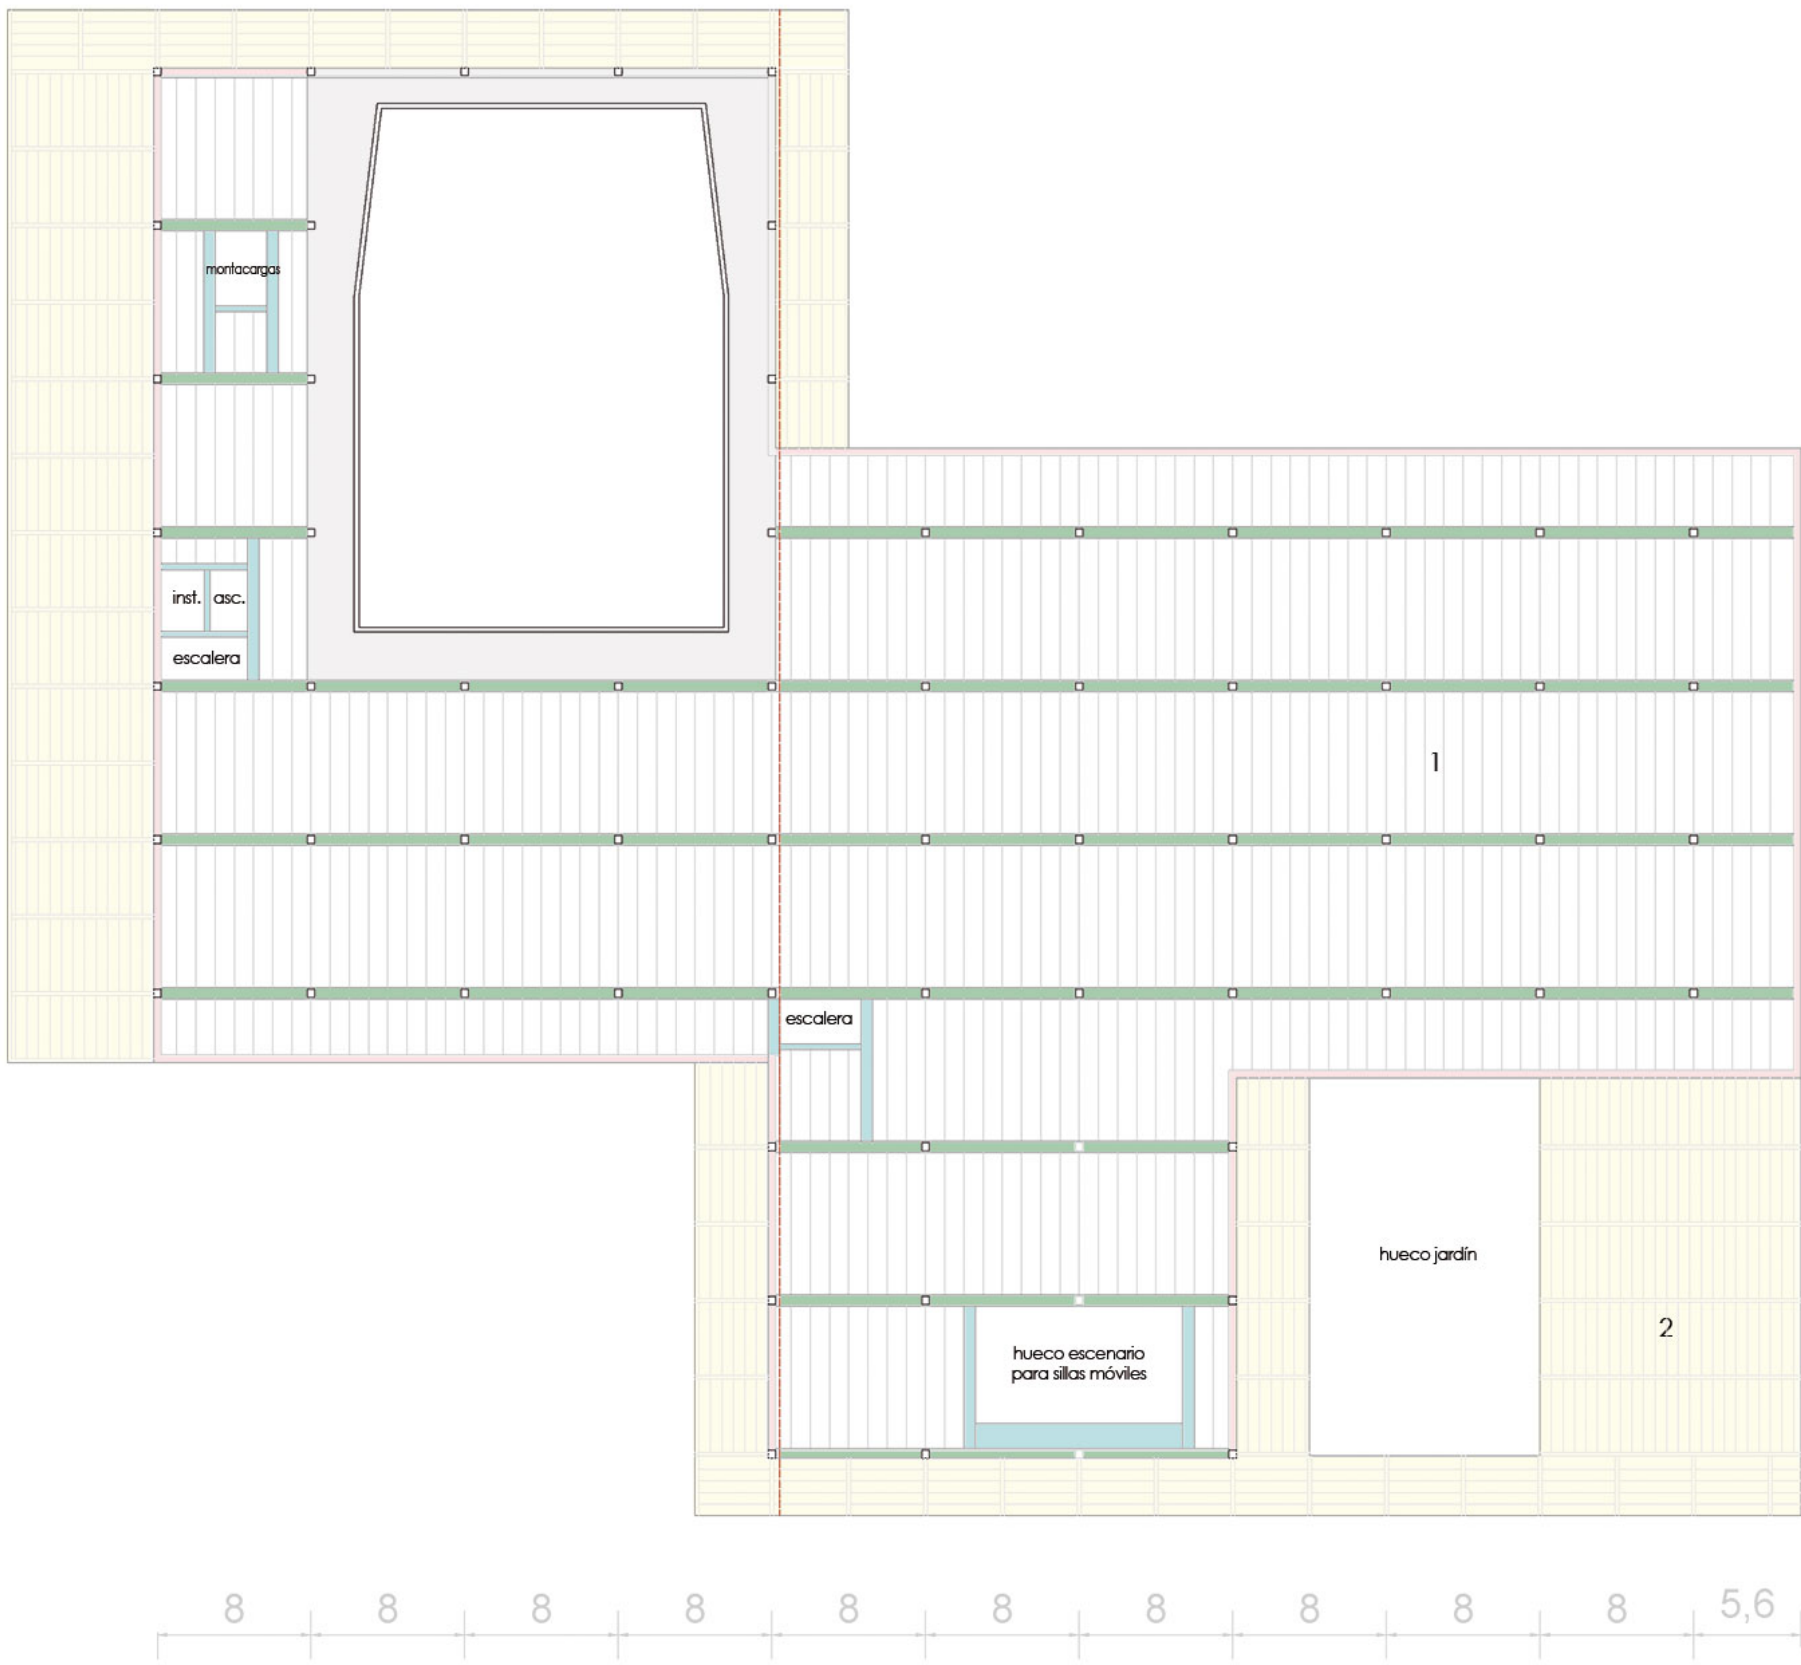 montacargas
inst. asc.
escalera
1
escalera
hueco jardín
2
hueco escenario
para sillas móviles
8 8 8 8 8 8 8 8 8 8 5,6